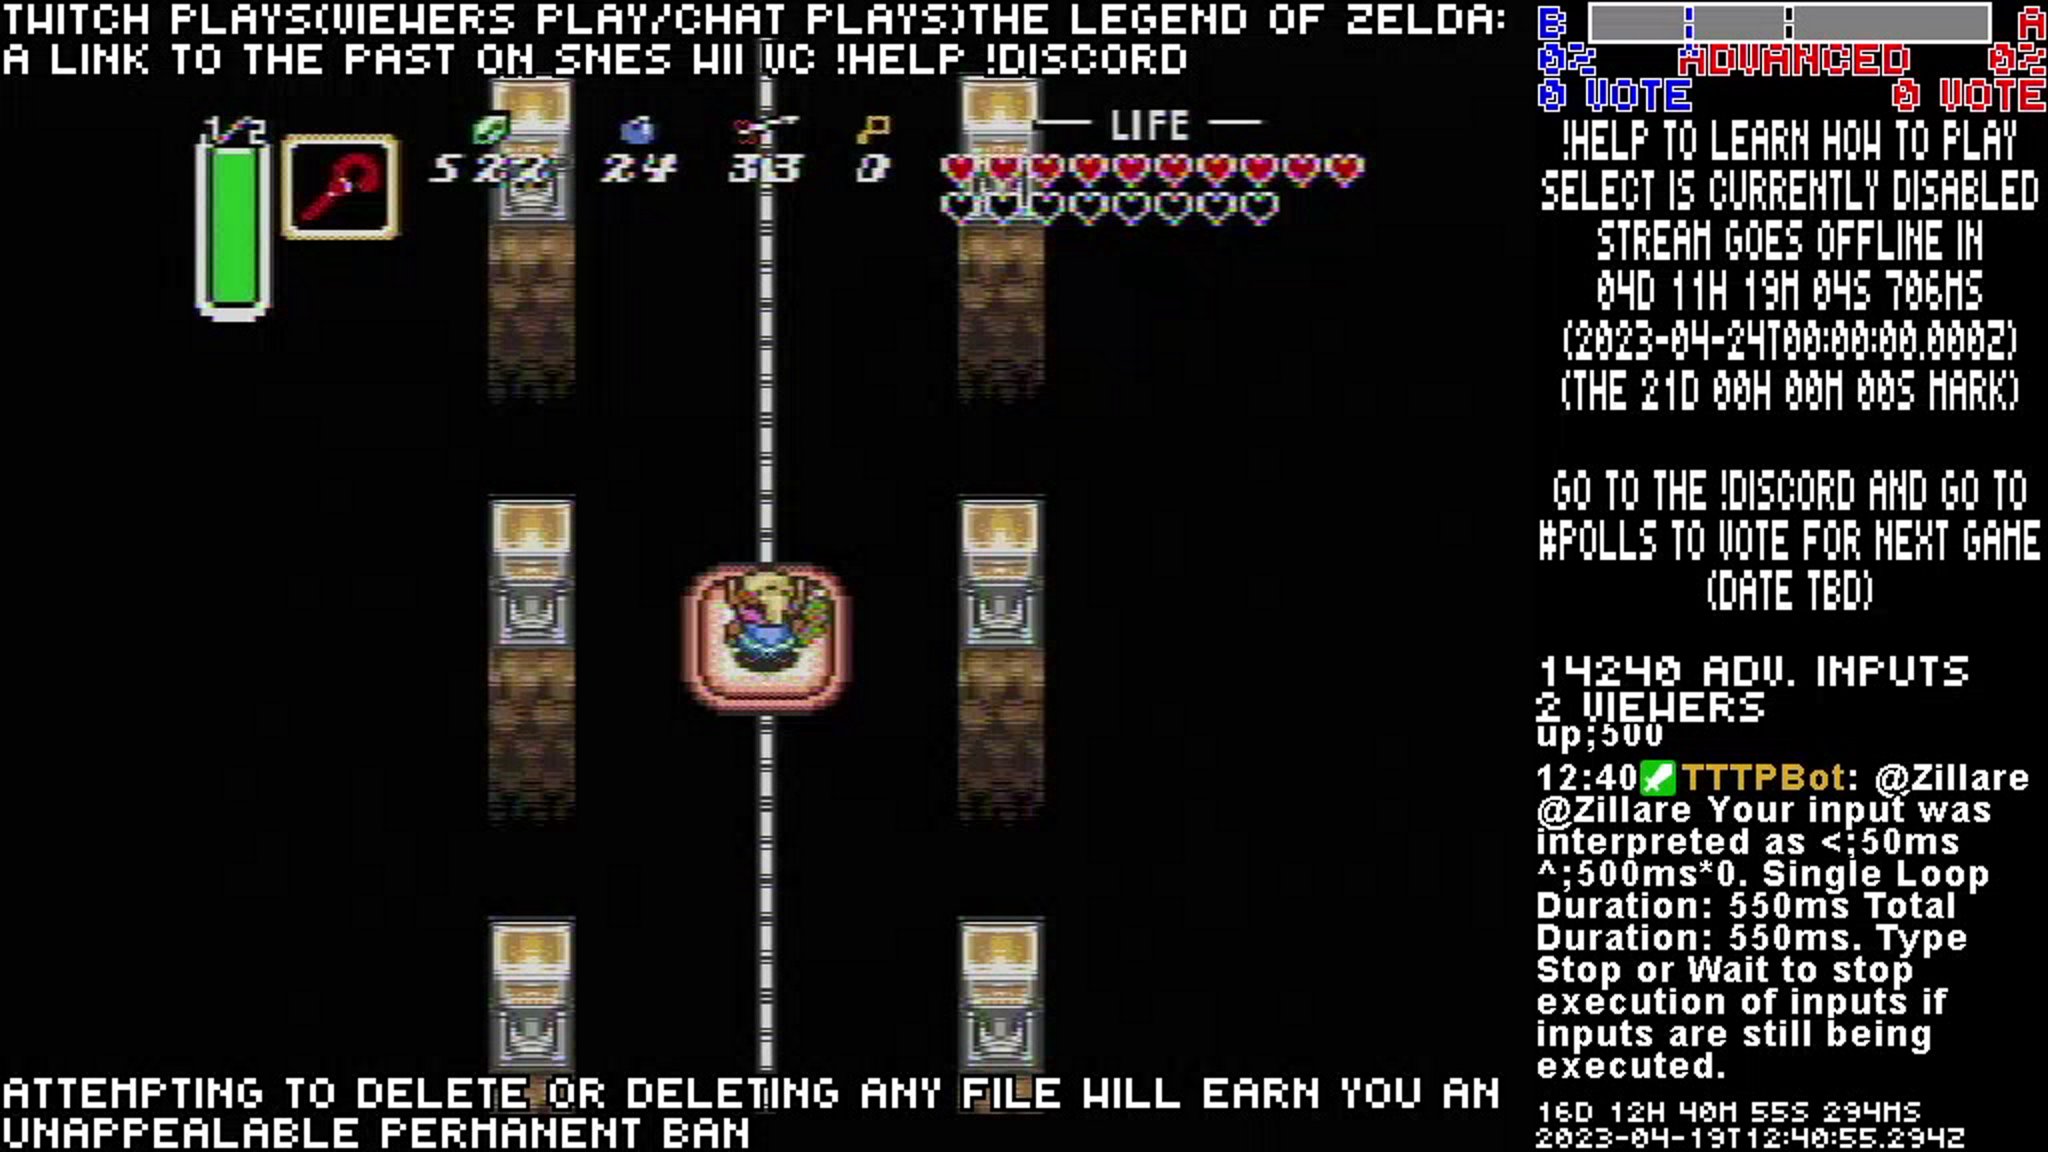 TWITCH PLAYS(VIEWERS PLAY/CHAT PLAYS)THE LEGEND OF ZELDA:
A LINK TO THE PAST ON SNES WII VC !HELP !DISCORD
1/2
522 24 33 0
LIFE
B A
0% ADVANCED 0%
0 VOTE 0 VOTE
!HELP TO LEARN HOW TO PLAY
SELECT IS CURRENTLY DISABLED
STREAM GOES OFFLINE IN
04D 11H 19M 04S 706MS
(2023-04-24T00:00:00.000Z)
(THE 21D 00H 00M 00S MARK)
GO TO THE !DISCORD AND GO TO
#POLLS TO VOTE FOR NEXT GAME
(DATE TBD)
14240 ADV. INPUTS
2 VIEWERS
up;500
12:40 TTTPBot: @Zillare
@Zillare Your input was
interpreted as <;50ms
^;500ms*0. Single Loop
Duration: 550ms Total
Duration: 550ms. Type
Stop or Wait to stop
execution of inputs if
inputs are still being
executed.
16D 12H 40M 55S 294MS
2023-04-19T12:40:55.294Z
ATTEMPTING TO DELETE OR DELETING ANY FILE WILL EARN YOU AN
UNAPPEALABLE PERMANENT BAN